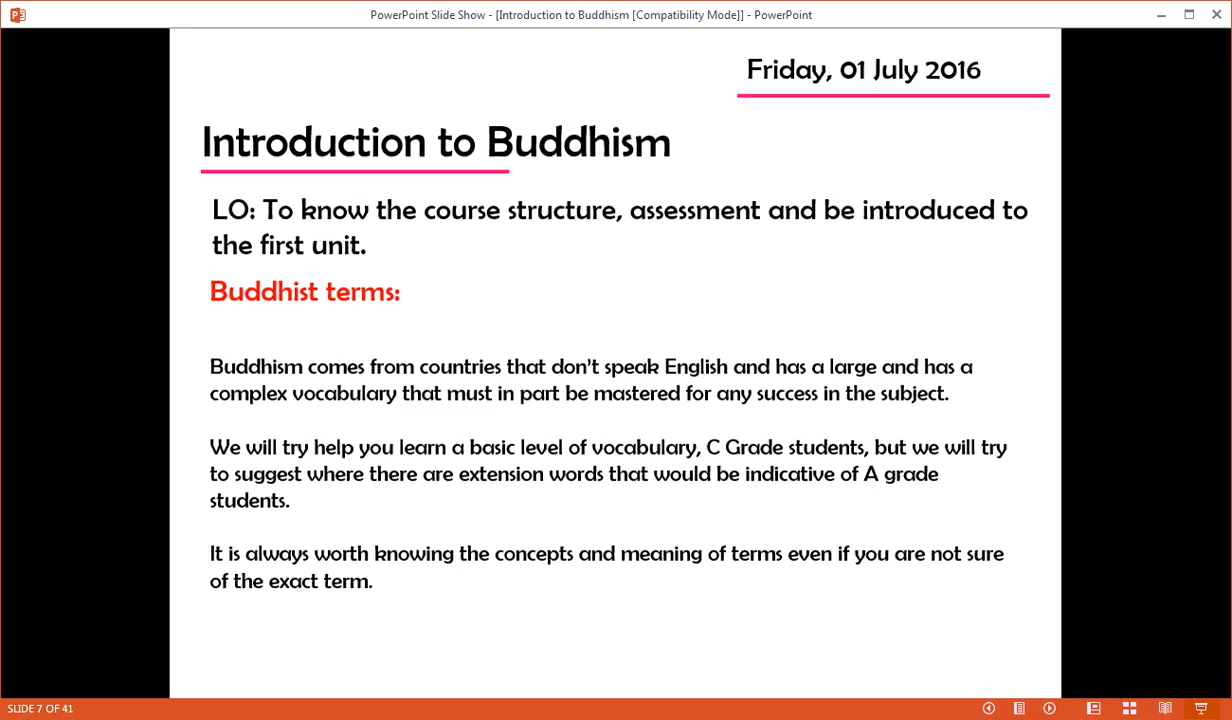 PowerPoint Slide Show - [Introduction to Buddhism [Compatibility Mode]] - PowerPoint
Friday, 01 July 2016
Introduction to Buddhism
LO: To know the course structure, assessment and be introduced to
the first unit.
Buddhist terms:
Buddhism comes from countries that don't speak English and has a large and has a
complex vocabulary that must in part be mastered for any success in the subject.
We will try help you learn a basic level of vocabulary, C Grade students, but we will try
to suggest where there are extension words that would be indicative of A grade
students.
It is always worth knowing the concepts and meaning of terms even if you are not sure
of the exact term.
SLIDE 7 OF 41